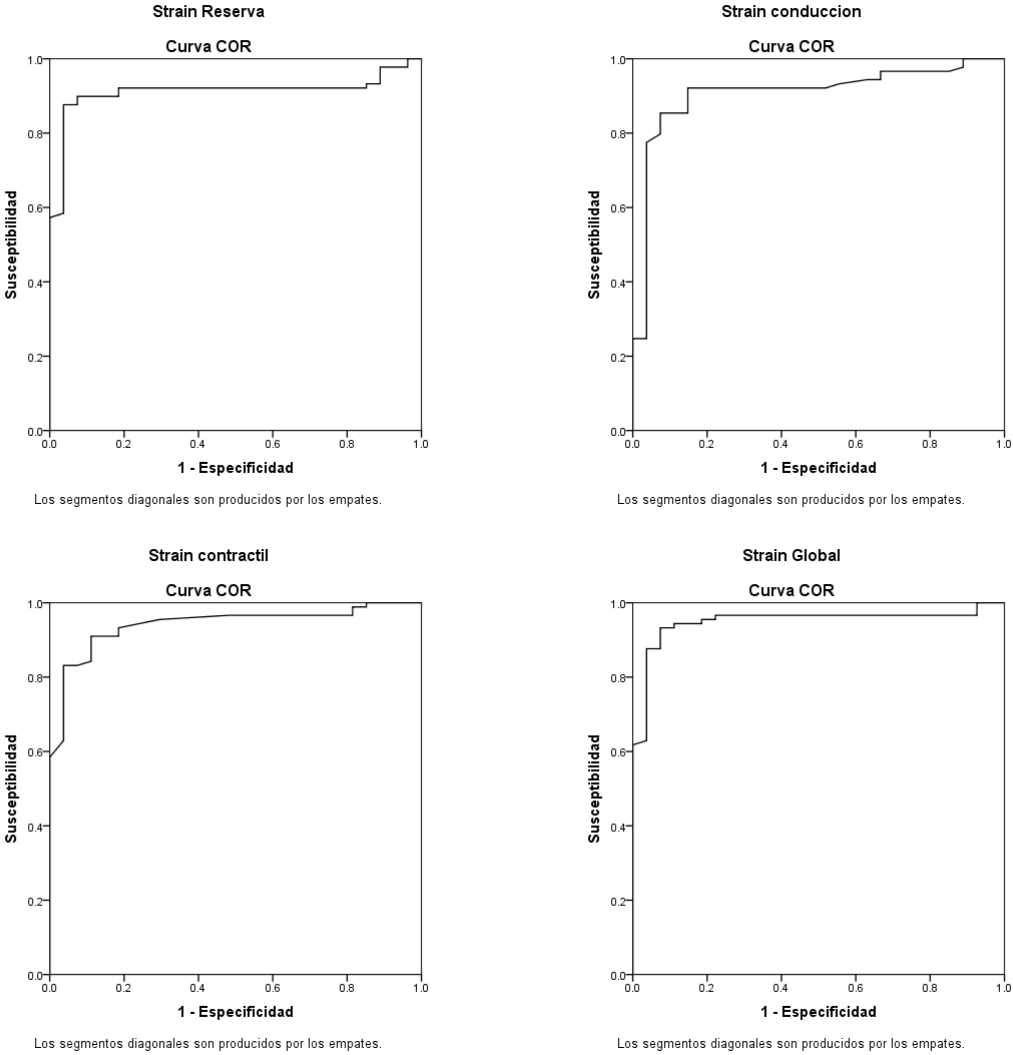 Strain Reserva
Curva COR
Susceptibilidad
1.0
0.8
0.6
0.4
0.2
0.0
0.0 0.2 0.4 0.6 0.8 1.0
1 - Especificidad
Los segmentos diagonales son producidos por los empates.
Strain conduccion
Curva COR
Susceptibilidad
1.0
0.8
0.6
0.4
0.2
0.0
0.0 0.2 0.4 0.6 0.8 1.0
1 - Especificidad
Los segmentos diagonales son producidos por los empates.
Strain contractil
Curva COR
Susceptibilidad
1.0
0.8
0.6
0.4
0.2
0.0
0.0 0.2 0.4 0.6 0.8 1.0
1 - Especificidad
Los segmentos diagonales son producidos por los empates.
Strain Global
Curva COR
Susceptibilidad
1.0
0.8
0.6
0.4
0.2
0.0
0.0 0.2 0.4 0.6 0.8 1.0
1 - Especificidad
Los segmentos diagonales son producidos por los empates.